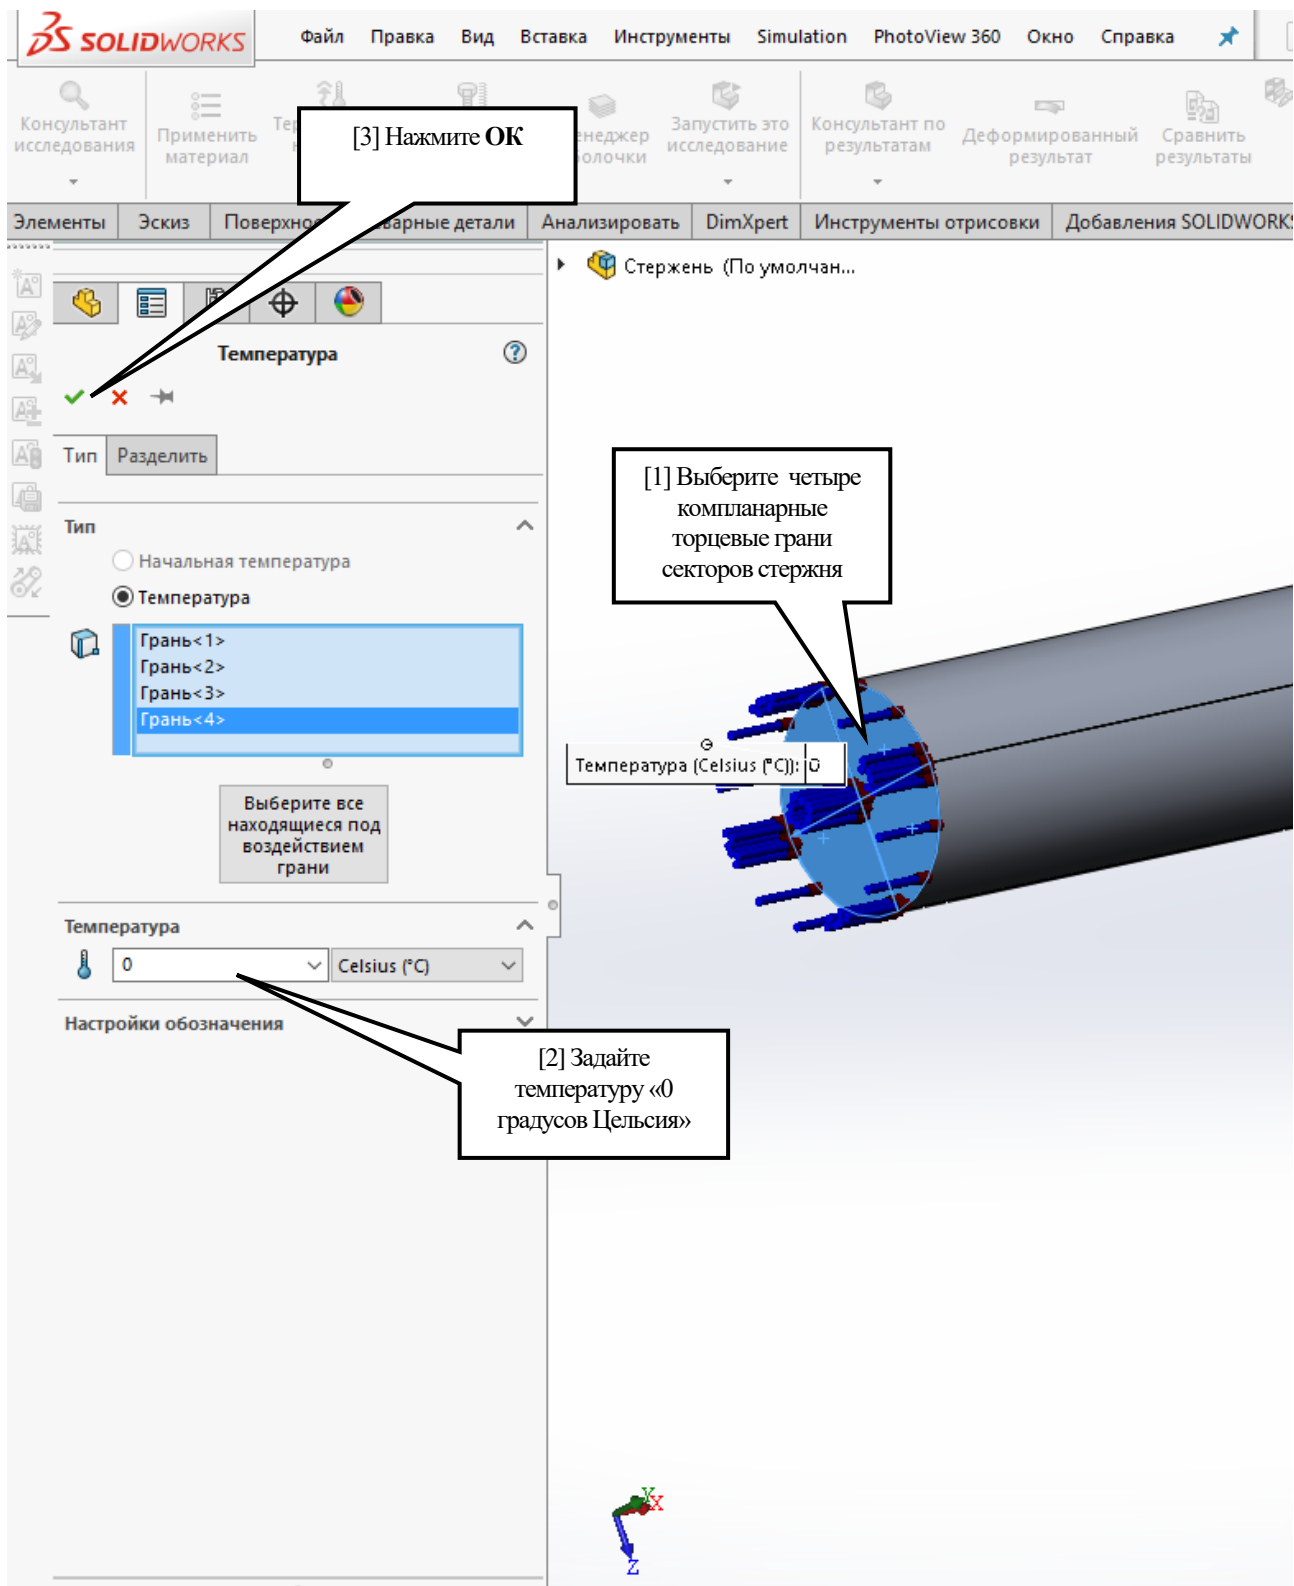 SOLIDWORKS
Файл Правка Вид Вставка Инструменты Simulation PhotoView 360 Окно Справка
Консультант
исследования
Применить
материал
[3] Нажмите ОК
Запустить это
исследование
Консультант по
результатам
Деформированный
результат
Сравнить
результаты
Элементы Эскиз Анализировать DimXpert Инструменты отрисовки Добавления SOLIDWORKS
детали
Стержень (По умолчан...
Температура
Тип Разделить
Тип
Начальная температура
Температура
Грань<1>
Грань<2>
Грань<3>
Грань<4>
Выберите все
находящиеся под
воздействием
грани
Температура
0 Celsius (°C)
Настройки обозначения
[1] Выберите четыре
компланарные
торцевые грани
секторов стержня
Температура (Celsius (°C)): 0
[2] Задайте
температуру «0
градусов Цельсия»
Y
X
Z